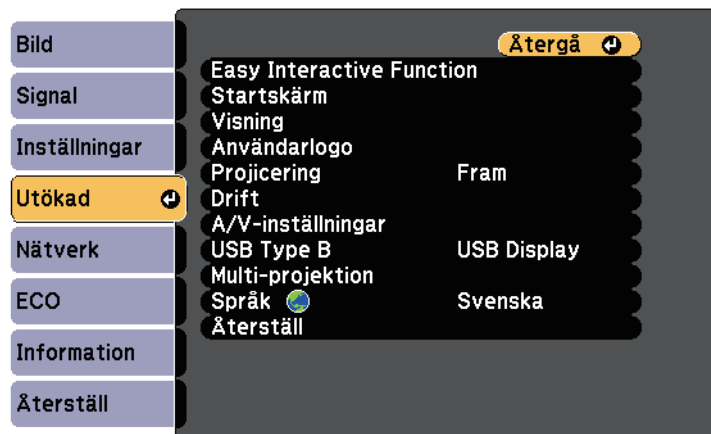 Bild
Signal
Inställningar
Utökad
Nätverk
ECO
Information
Återställ
Återgå
Easy Interactive Function
Startskärm
Visning
Användarlogo
Projicering Fram
Drift
A/V-inställningar
USB Type B USB Display
Multi-projektion
Språk Svenska
Återställ